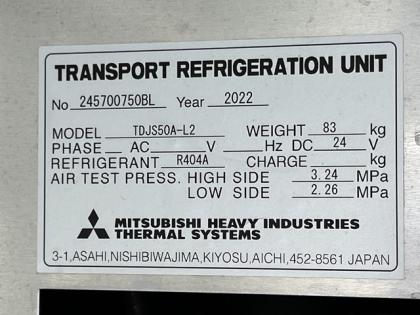 TRANSPORT REFRIGERATION UNIT
No 245700750BL Year 2022
MODEL TDJS50A-L2 WEIGHT 83 kg
PHASE AC V Hz DC 24 V
REFRIGERANT R404A CHARGE kg
AIR TEST PRESS. HIGH SIDE 3.24 MPa
LOW SIDE 2.26 MPa
MITSUBISHI HEAVY INDUSTRIES
THERMAL SYSTEMS
3-1,ASAHI,NISHIBIWAJIMA,KIYOSU,AICHI,452-8561 JAPAN